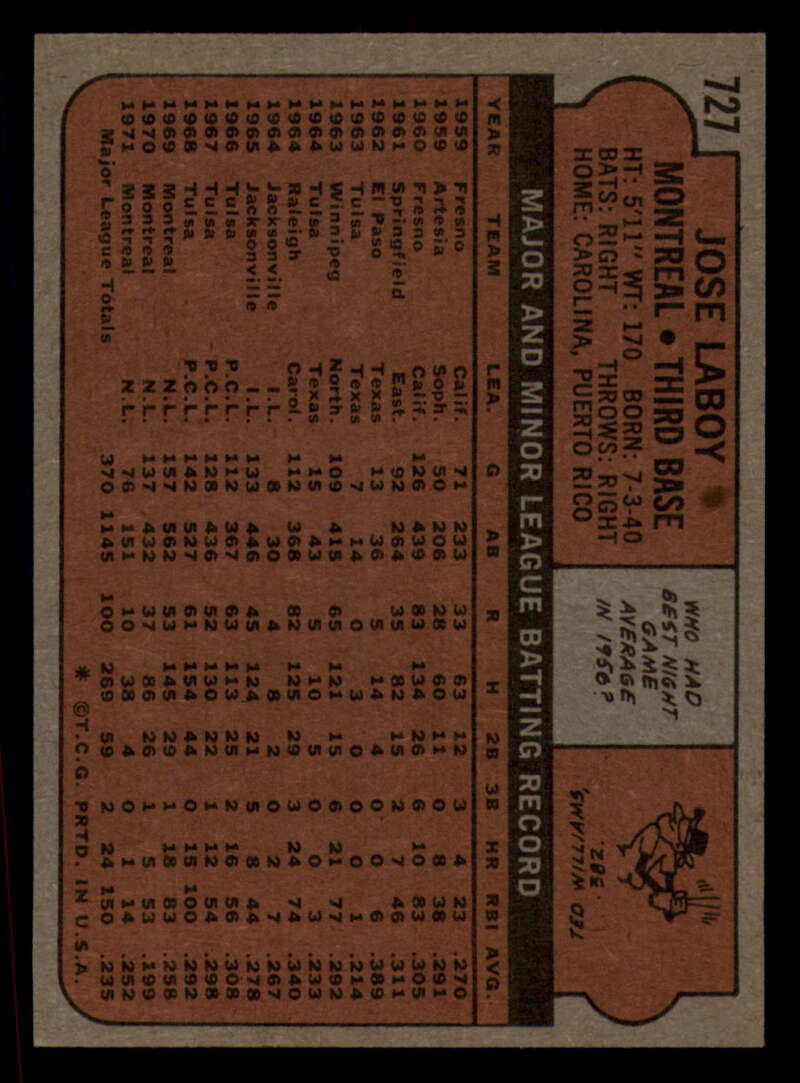 727
JOSE LABOY
MONTREAL • THIRD BASE
HT: 5'11" WT: 170 BORN: 7-3-40
BATS: RIGHT THROWS: RIGHT
HOME: CAROLINA, PUERTO RICO
WHO HAD
BEST NIGHT
GAME
AVERAGE
IN 1956?
TED WILLIAMS,
.382.
MAJOR AND MINOR LEAGUE BATTING RECORD
YEAR TEAM LEA. G AB R H 2B 3B HR RBI AVG.
1959 Fresno Calif. 71 233 33 63 12 3 4 23 .270
1959 Artesia Soph. 50 206 28 60 11 0 8 38 .291
1960 Fresno Calif. 126 439 83 134 26 6 10 83 .305
1961 Springfield East. 92 264 35 82 15 2 7 46 .311
1962 El Paso Texas 13 36 5 14 4 0 0 6 .389
1963 Tulsa Texas 7 14 0 3 0 0 0 1 .214
1963 Winnipeg North. 109 415 65 121 15 6 21 77 .292
1964 Tulsa Texas 15 43 5 10 5 0 0 3 .233
1964 Raleigh Carol. 112 368 82 125 29 3 24 74 .340
1964 Jacksonville I.L. 8 30 4 8 2 0 2 7 .267
1965 Jacksonville I.L. 133 446 45 124 21 5 8 44 .278
1966 Tulsa P.C.L. 112 367 63 113 25 2 16 56 .308
1967 Tulsa P.C.L. 128 436 52 130 22 1 12 54 .298
1968 Tulsa P.C.L. 142 527 61 154 44 0 15 100 .292
1969 Montreal N.L. 157 562 53 145 29 1 18 83 .258
1970 Montreal N.L. 137 432 37 86 26 1 5 53 .199
1971 Montreal N.L. 76 151 10 38 4 0 1 14 .252
Major League Totals 370 1145 100 269 59 2 24 150 .235
* ©T.C.G. PRTD. IN U.S.A.